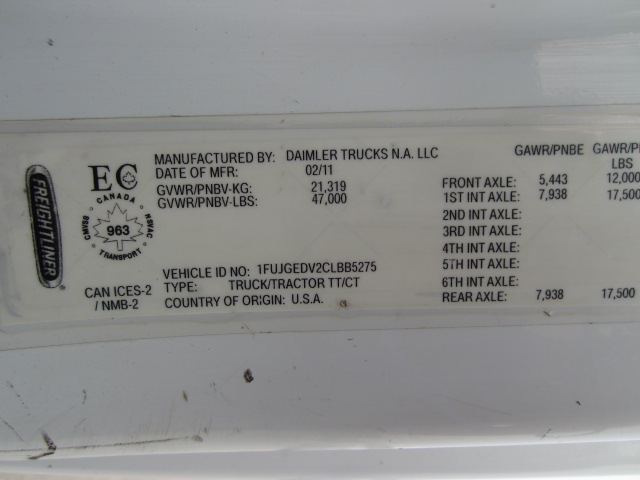 FREIGHTLINER
EC
CANADA
CMVSS NSVAC
963
TRANSPORT
CAN ICES-2
/ NMB-2
MANUFACTURED BY: DAIMLER TRUCKS N.A. LLC
DATE OF MFR: 02/11
GVWR/PNBV-KG: 21,319
GVWR/PNBV-LBS: 47,000
VEHICLE ID NO: 1FUJGEDV2CLBB5275
TYPE: TRUCK/TRACTOR TT/CT
COUNTRY OF ORIGIN: U.S.A.
GAWR/PNBE GAWR/P
LBS
FRONT AXLE: 5,443 12,000
1ST INT AXLE: 7,938 17,500
2ND INT AXLE:
3RD INT AXLE:
4TH INT AXLE:
5TH INT AXLE:
6TH INT AXLE:
REAR AXLE: 7,938 17,500